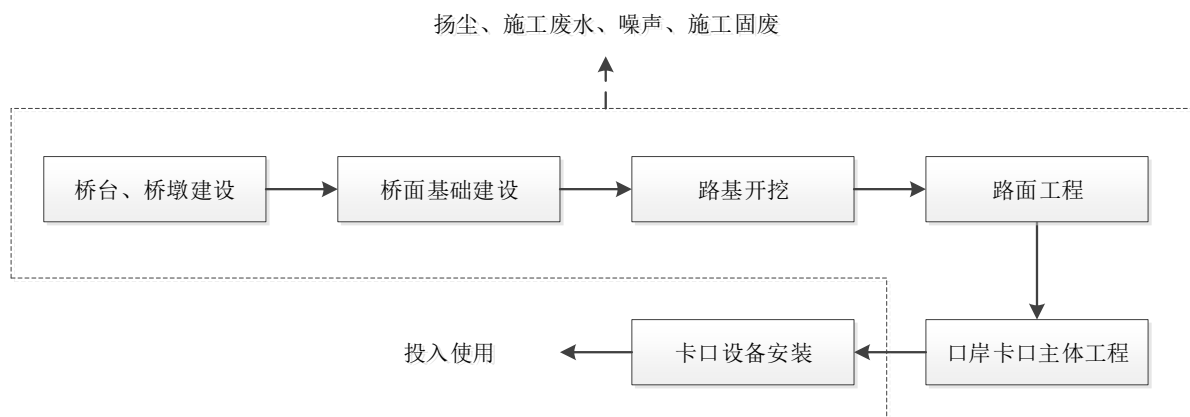 扬尘、施工废水、噪声、施工固废
桥台、桥墩建设
桥面基础建设
路基开挖
路面工程
投入使用
卡口设备安装
口岸卡口主体工程